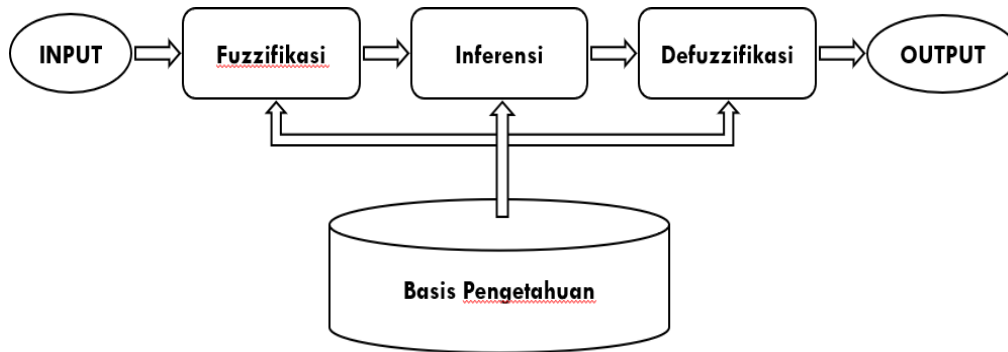 INPUT
Fuzzifikasi
Inferensi
Defuzzifikasi
OUTPUT
Basis Pengetahuan